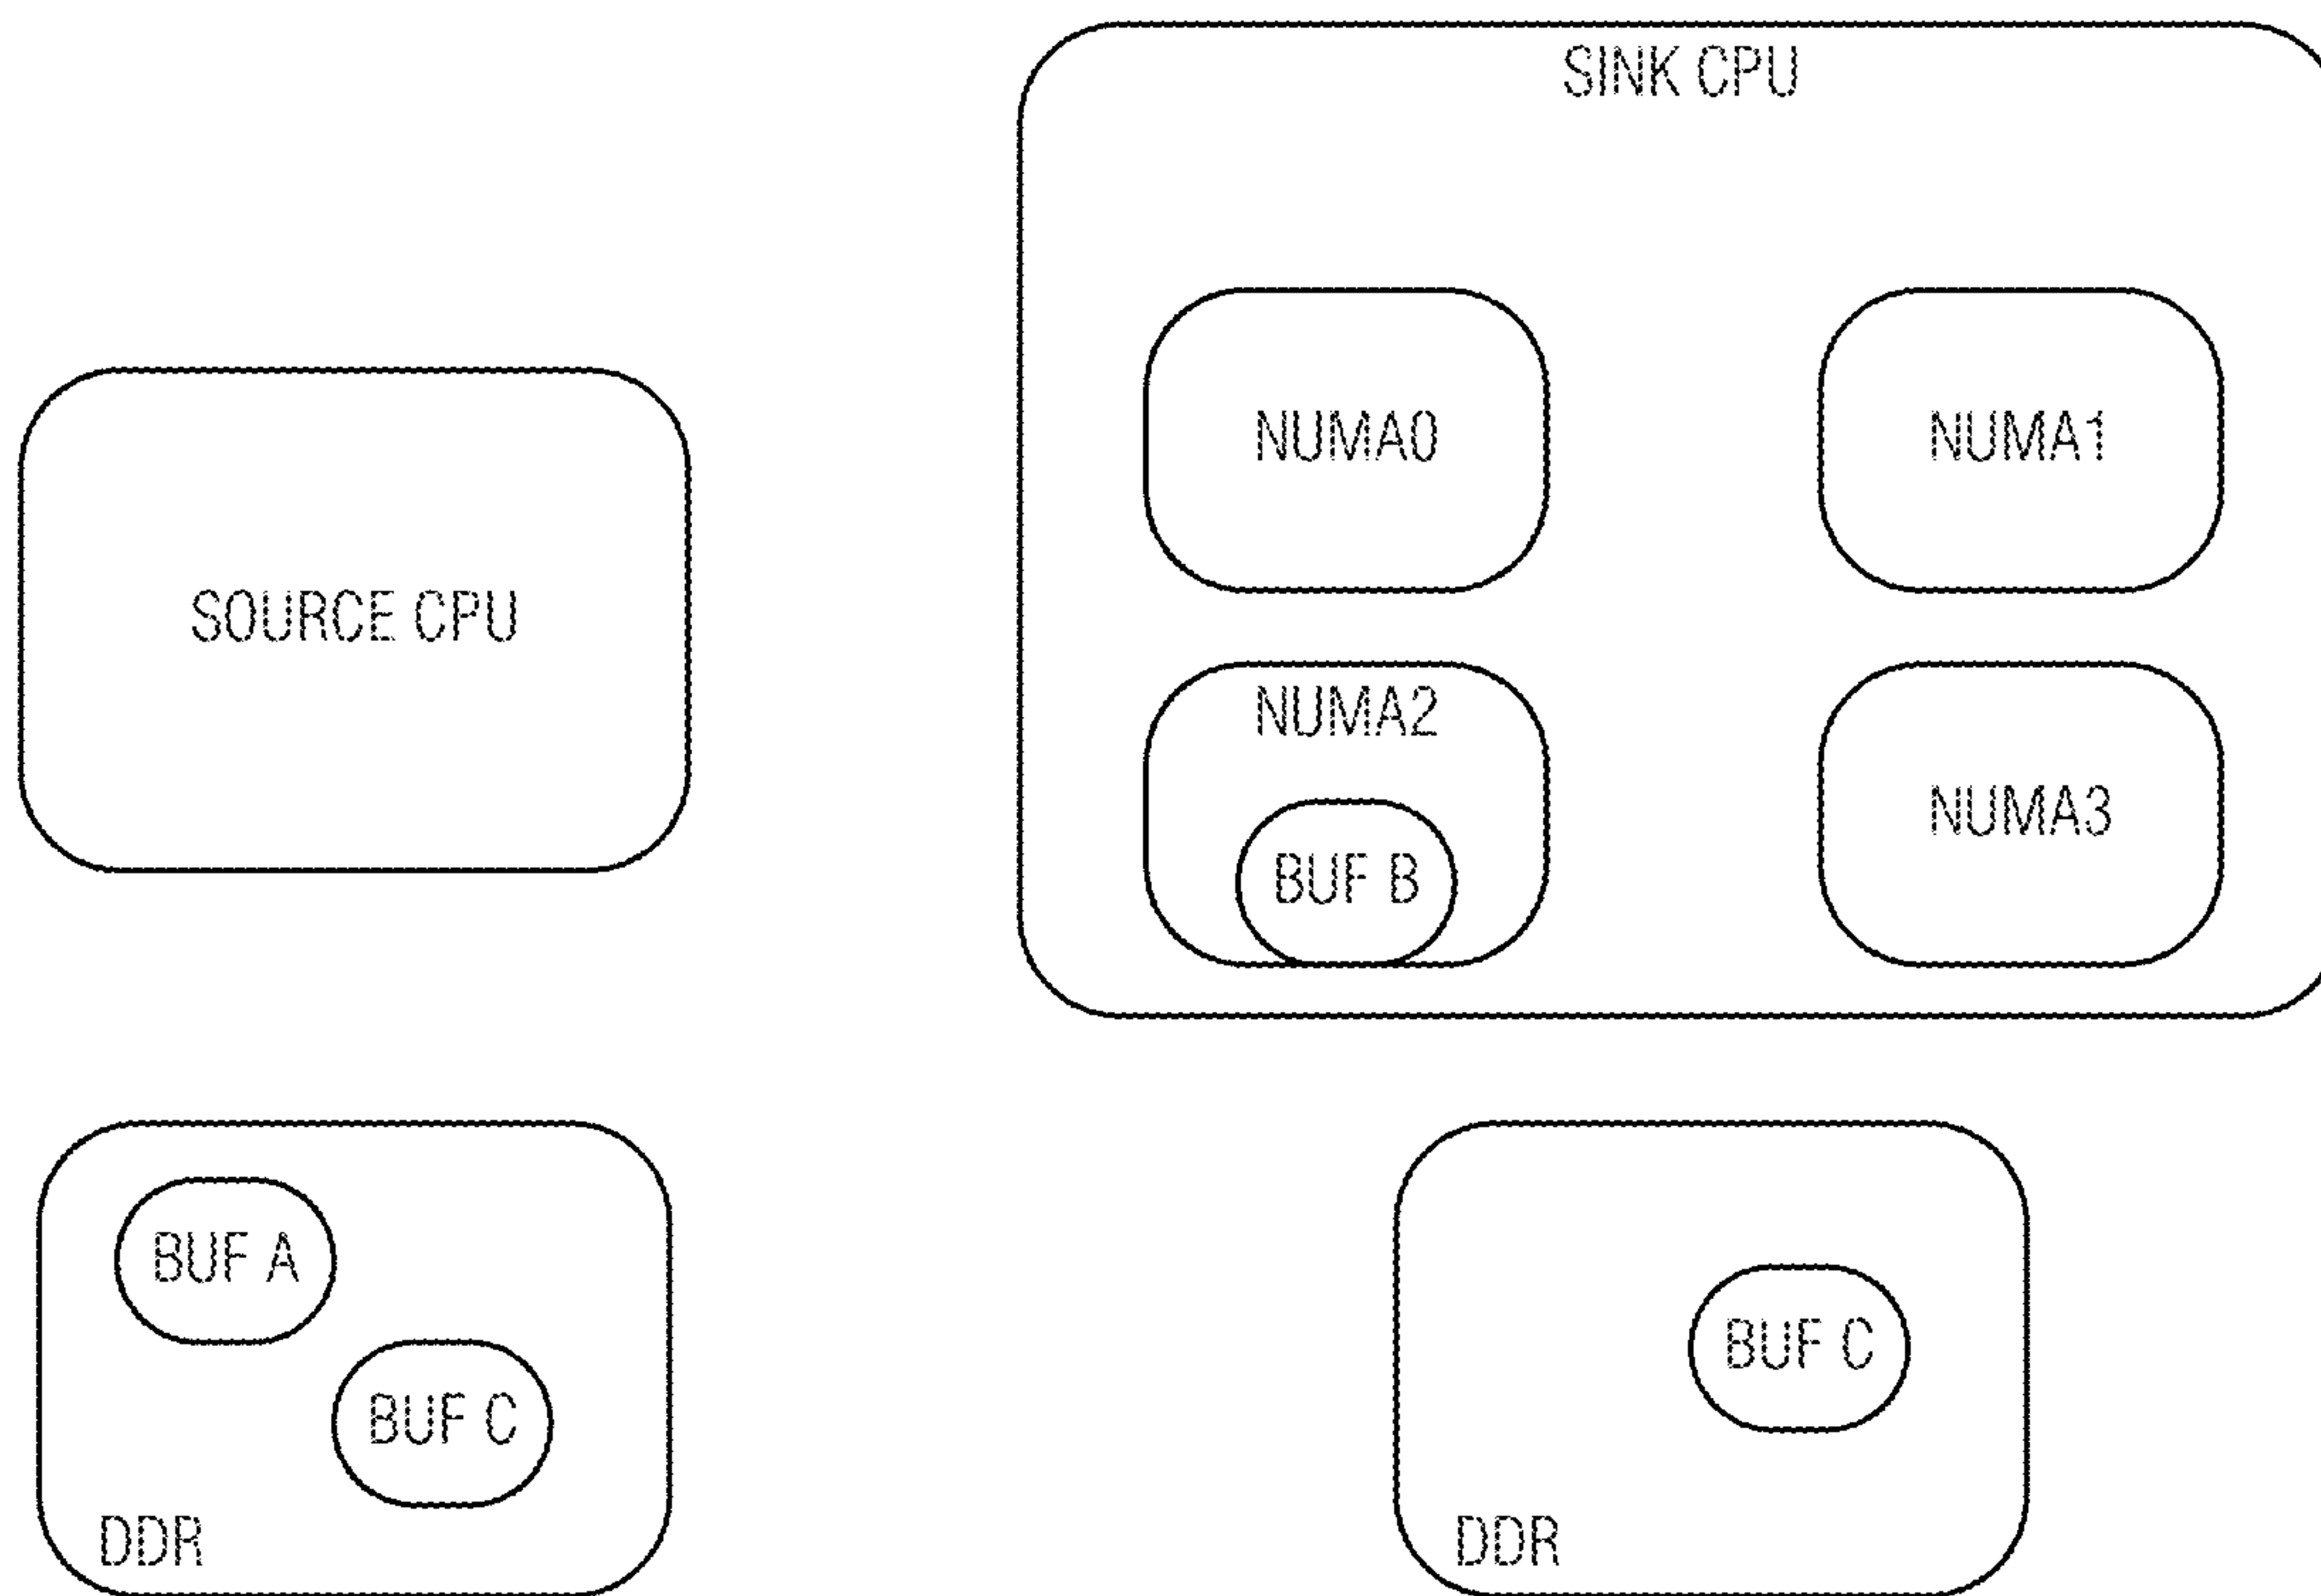 SINK CPU
NUMA0
NUMA1
SOURCE CPU
NUMA2
NUMA3
BUF B
BUF A
BUF C
BUF C
DDR
DDR